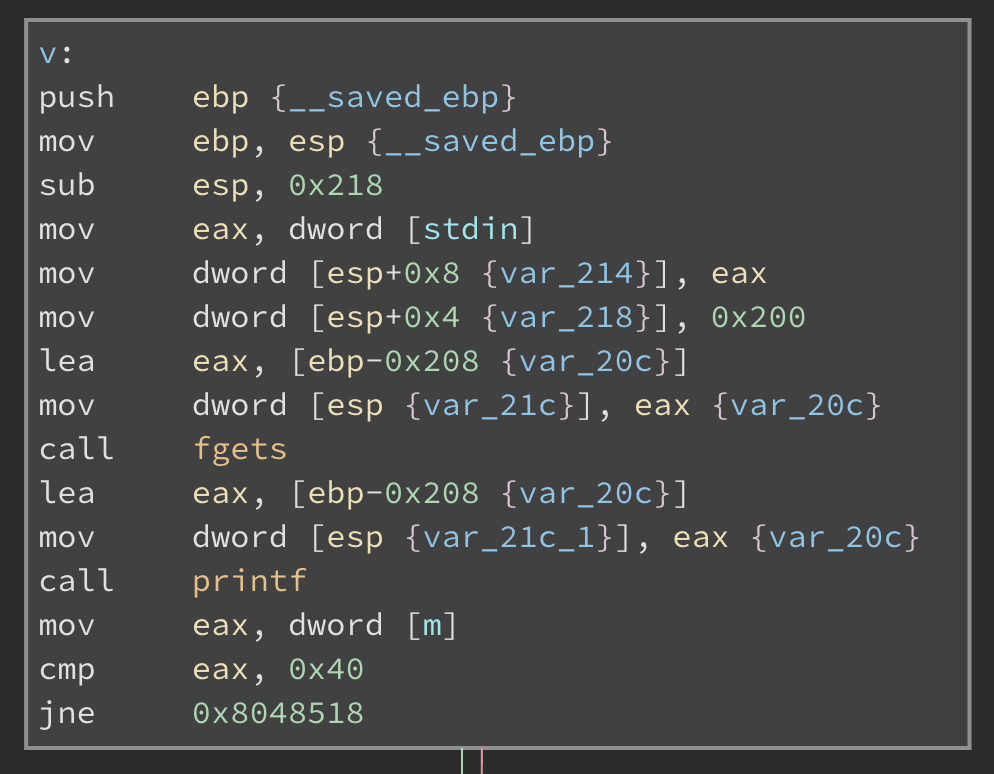 v:
push ebp {__saved_ebp}
mov ebp, esp {__saved_ebp}
sub esp, 0x218
mov eax, dword [stdin]
mov dword [esp+0x8 {var_214}], eax
mov dword [esp+0x4 {var_218}], 0x200
lea eax, [ebp-0x208 {var_20c}]
mov dword [esp {var_21c}], eax {var_20c}
call fgets
lea eax, [ebp-0x208 {var_20c}]
mov dword [esp {var_21c_1}], eax {var_20c}
call printf
mov eax, dword [m]
cmp eax, 0x40
jne 0x8048518